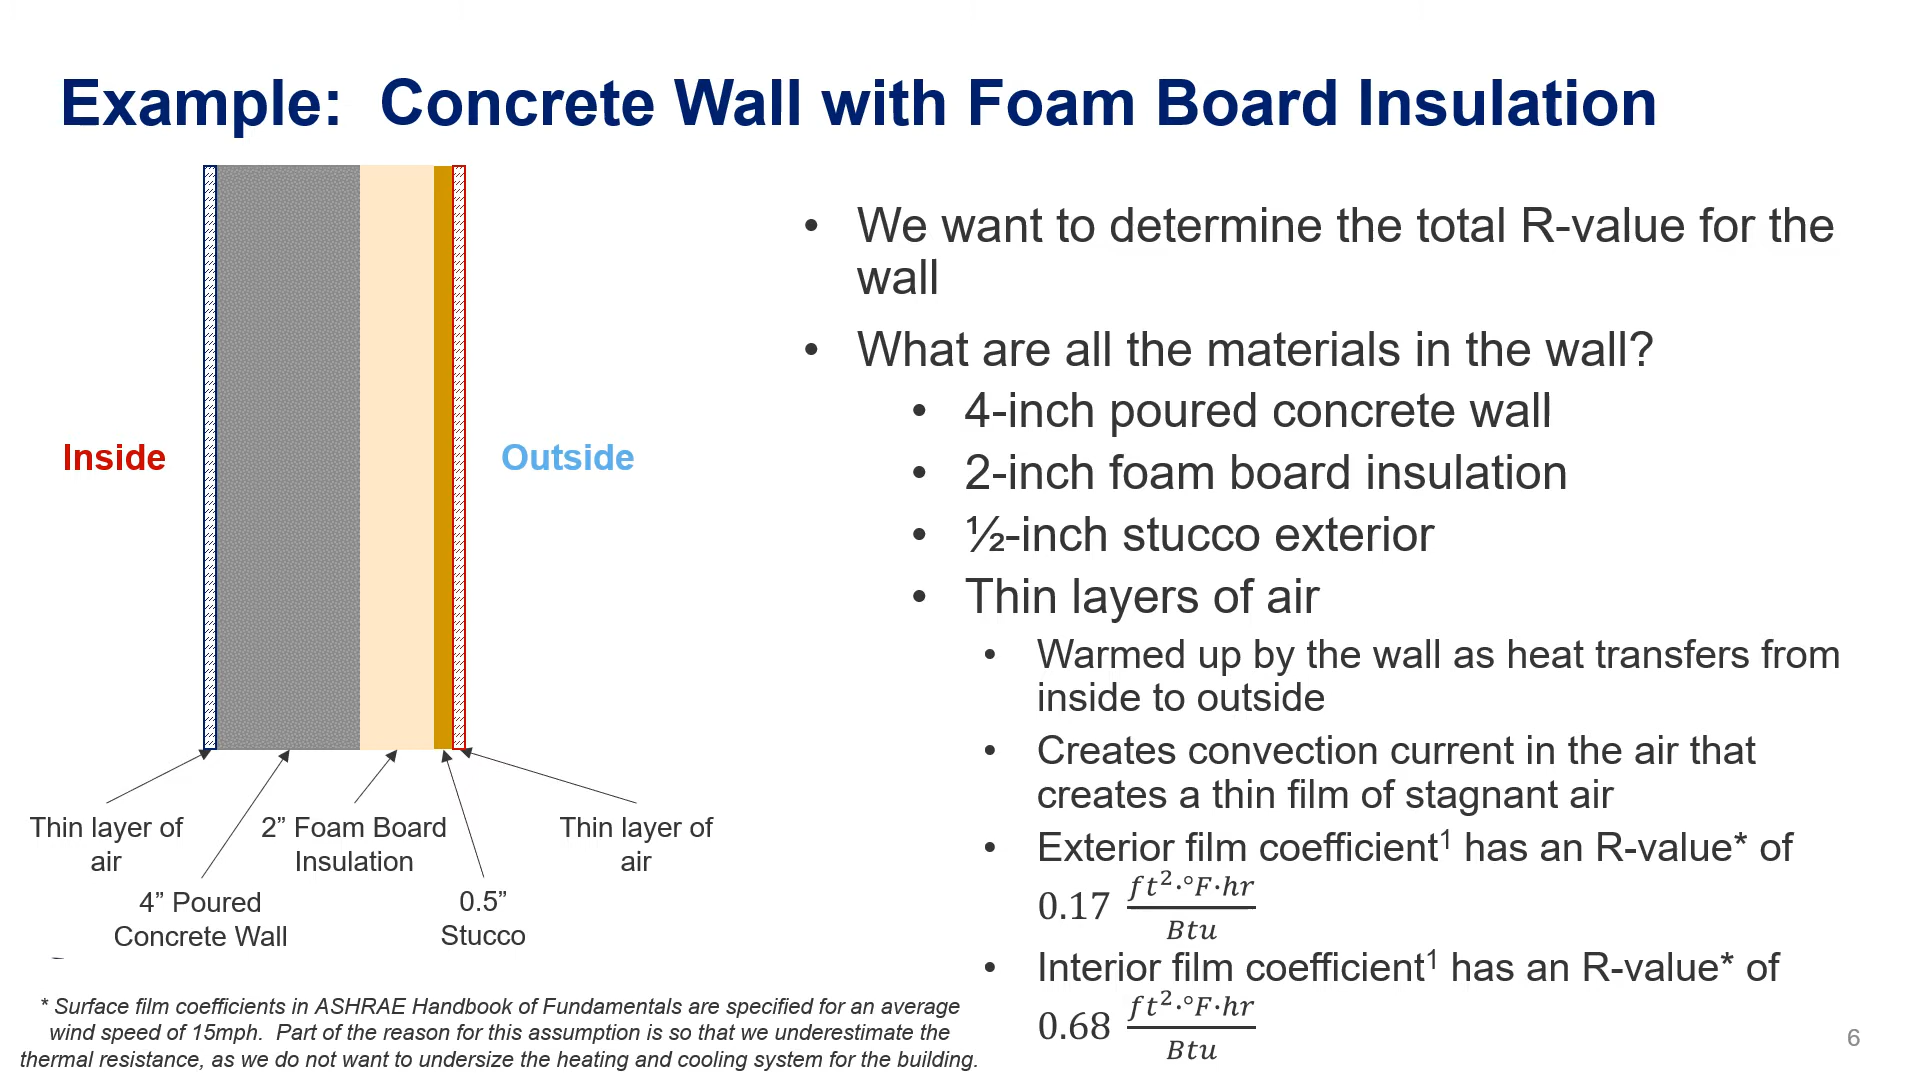 Example:  Concrete Wall with Foam Board Insulation
Inside
Outside
Thin layer of
air
4” Poured
Concrete Wall
2” Foam Board
Insulation
0.5”
Stucco
Thin layer of
air
• We want to determine the total R-value for the
wall
• What are all the materials in the wall?
• 4-inch poured concrete wall
• 2-inch foam board insulation
• ½-inch stucco exterior
• Thin layers of air
• Warmed up by the wall as heat transfers from
inside to outside
• Creates convection current in the air that
creates a thin film of stagnant air
• Exterior film coefficient¹ has an R-value* of
0.17 ft²·°F·hr/Btu
• Interior film coefficient¹ has an R-value* of
0.68 ft²·°F·hr/Btu
* Surface film coefficients in ASHRAE Handbook of Fundamentals are specified for an average
wind speed of 15mph.  Part of the reason for this assumption is so that we underestimate the
thermal resistance, as we do not want to undersize the heating and cooling system for the building.
6